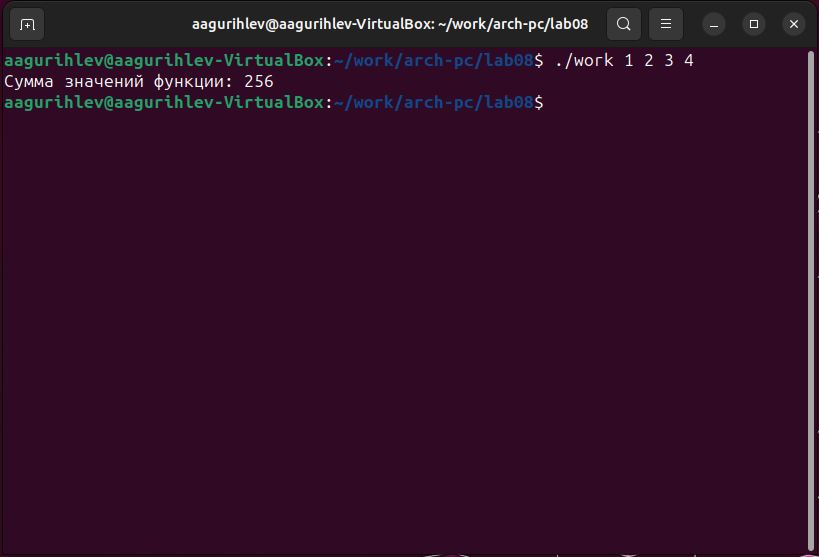 aagurihlev@aagurihlev-VirtualBox: ~/work/arch-pc/lab08
aagurihlev@aagurihlev-VirtualBox:~/work/arch-pc/lab08$ ./work 1 2 3 4
Сумма значений функции: 256
aagurihlev@aagurihlev-VirtualBox:~/work/arch-pc/lab08$